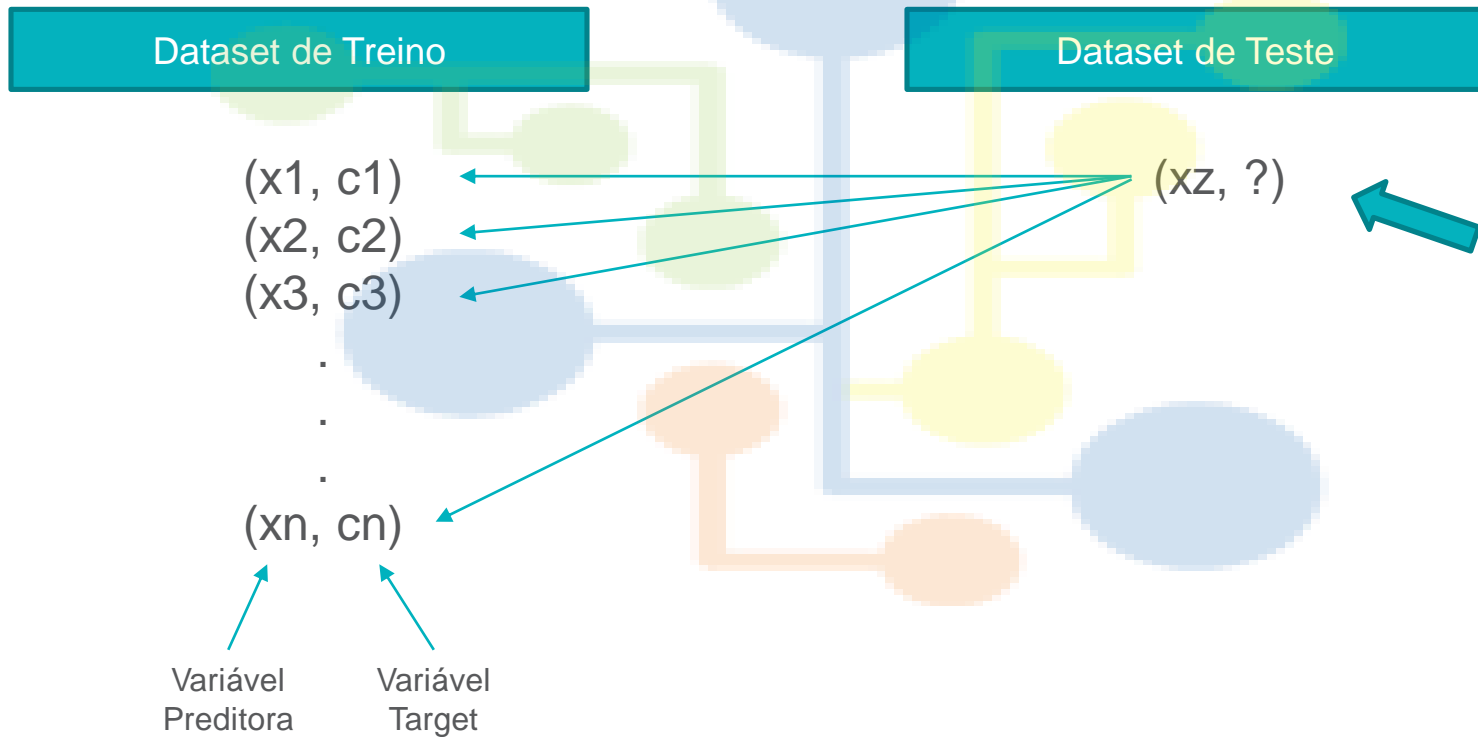 Dataset de Treino
Dataset de Teste
(x1, c1)
(xz, ?)
(x2, c2)
(x3, c3)
.
.
.
(xn, cn)
Variável
Preditora
Variável
Target